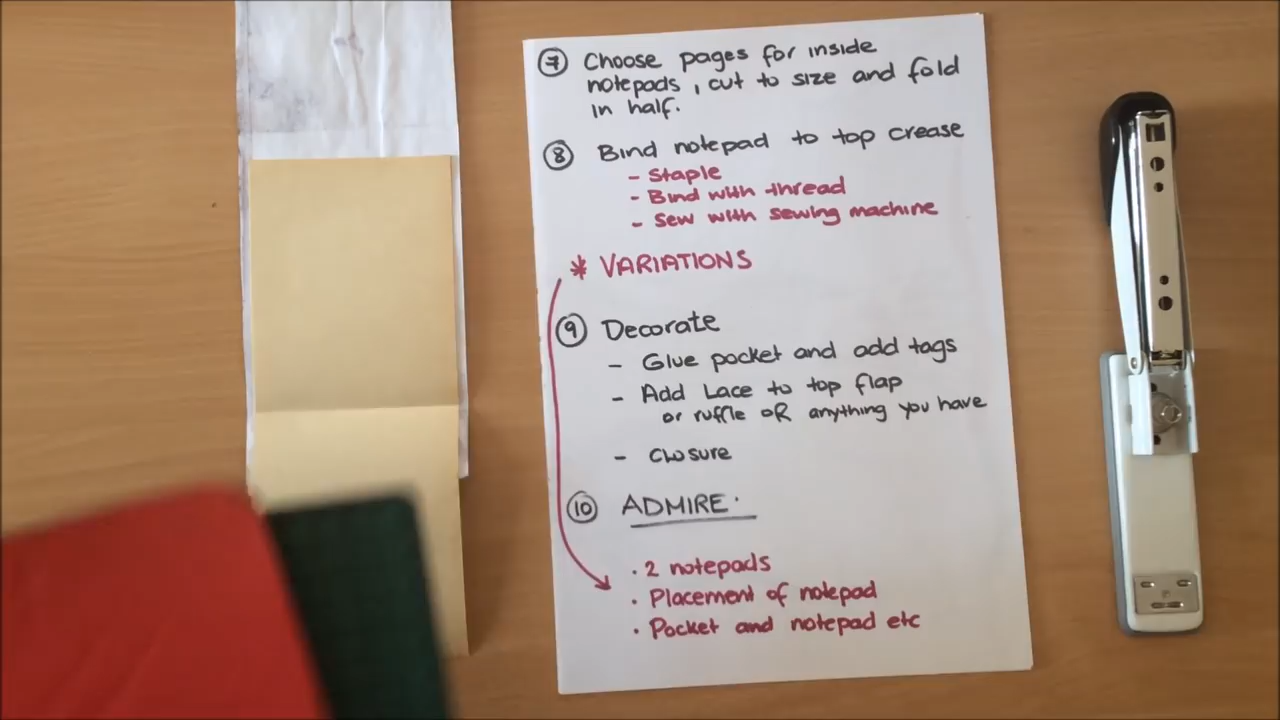 7 Choose pages for inside
notepads, cut to size and fold
in half.
8 Bind notepad to top crease
- Staple
- Bind with thread
- Sew with sewing machine
* VARIATIONS
9 Decorate
- Glue pocket and add tags
- Add Lace to top flap
or ruffle OR anything you have
- Closure
10 ADMIRE.
. 2 notepads
. Placement of notepad
. Pocket and notepad etc